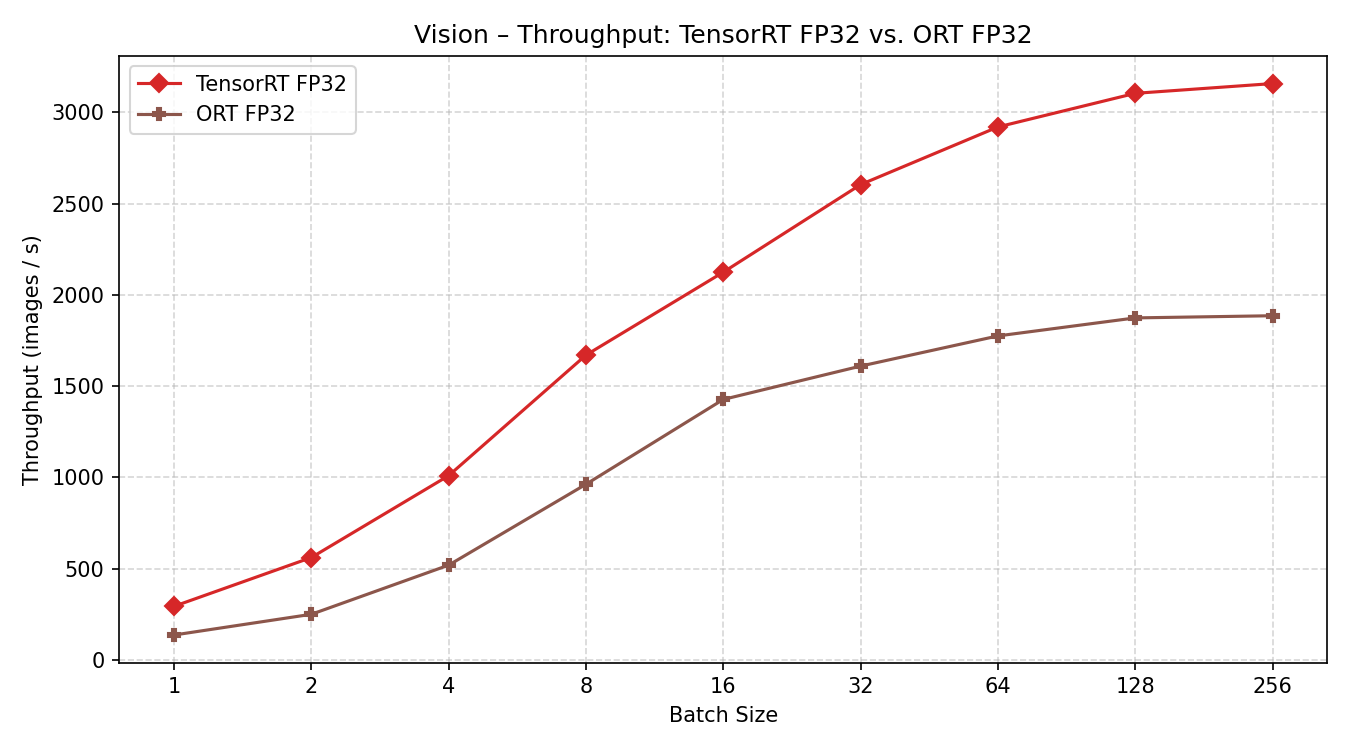 Vision – Throughput: TensorRT FP32 vs. ORT FP32
TensorRT FP32
ORT FP32
Throughput (images / s)
3000
2500
2000
1500
1000
500
0
1 2 4 8 16 32 64 128 256
Batch Size